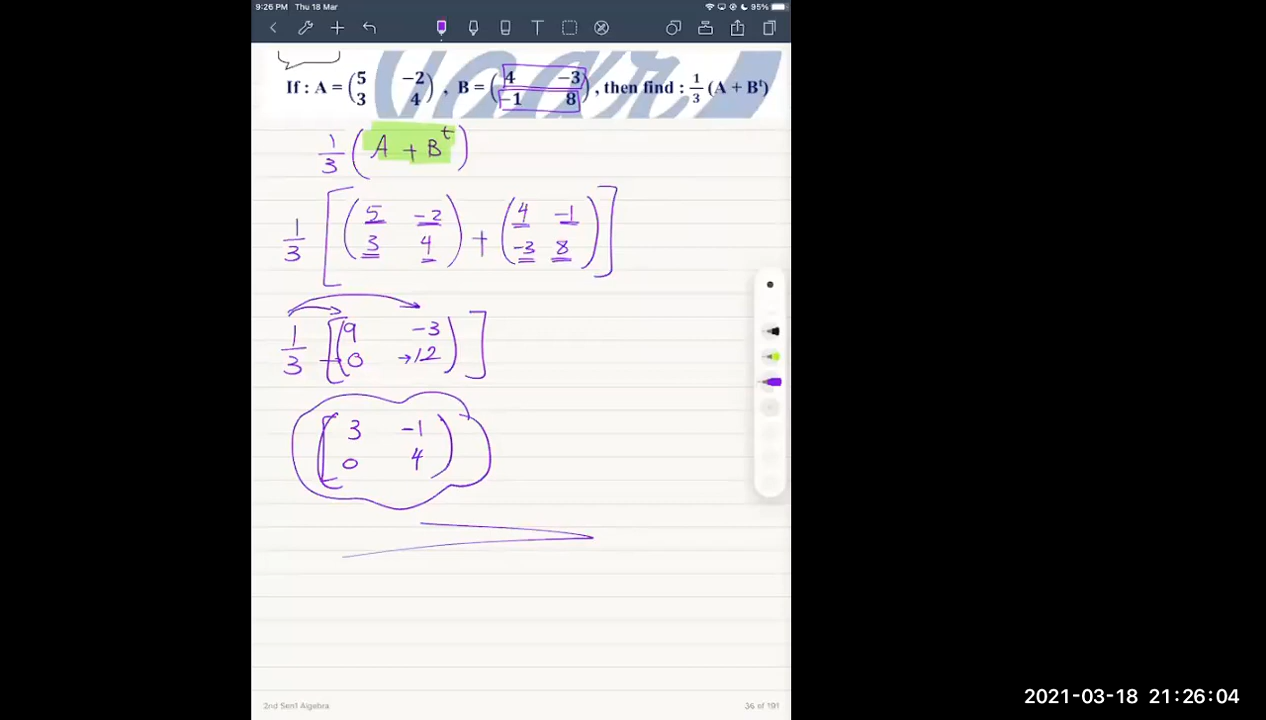 9:26 PM Thu 18 Mar
95%
T
If : A = (5 −2
3 4) , B = (4 −3
−1 8) , then find : 1/3 (A + Bᵗ)
1/3 (A + Bᵗ)
1/3 [(5 -2
3 4) + (4 -1
-3 8)]
1/3 [(9 -3
→0 →12)]
[3 -1
0 4)
2nd Sen1 Algebra
36 of 191
2021-03-18 21:26:04